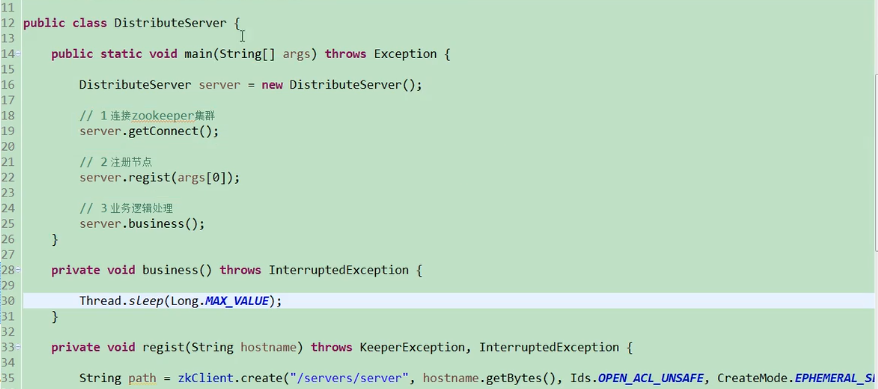 11
12 public class DistributeServer {
13
14 public static void main(String[] args) throws Exception {
15
16 DistributeServer server = new DistributeServer();
17
18 // 1 连接zookeeper集群
19 server.getConnect();
20
21 // 2 注册节点
22 server.regist(args[0]);
23
24 // 3 业务逻辑处理
25 server.business();
26 }
27
28 private void business() throws InterruptedException {
29
30 Thread.sleep(Long.MAX_VALUE);
31 }
32
33 private void regist(String hostname) throws KeeperException, InterruptedException {
34
35 String path = zkClient.create("/servers/server", hostname.getBytes(), Ids.OPEN_ACL_UNSAFE, CreateMode.